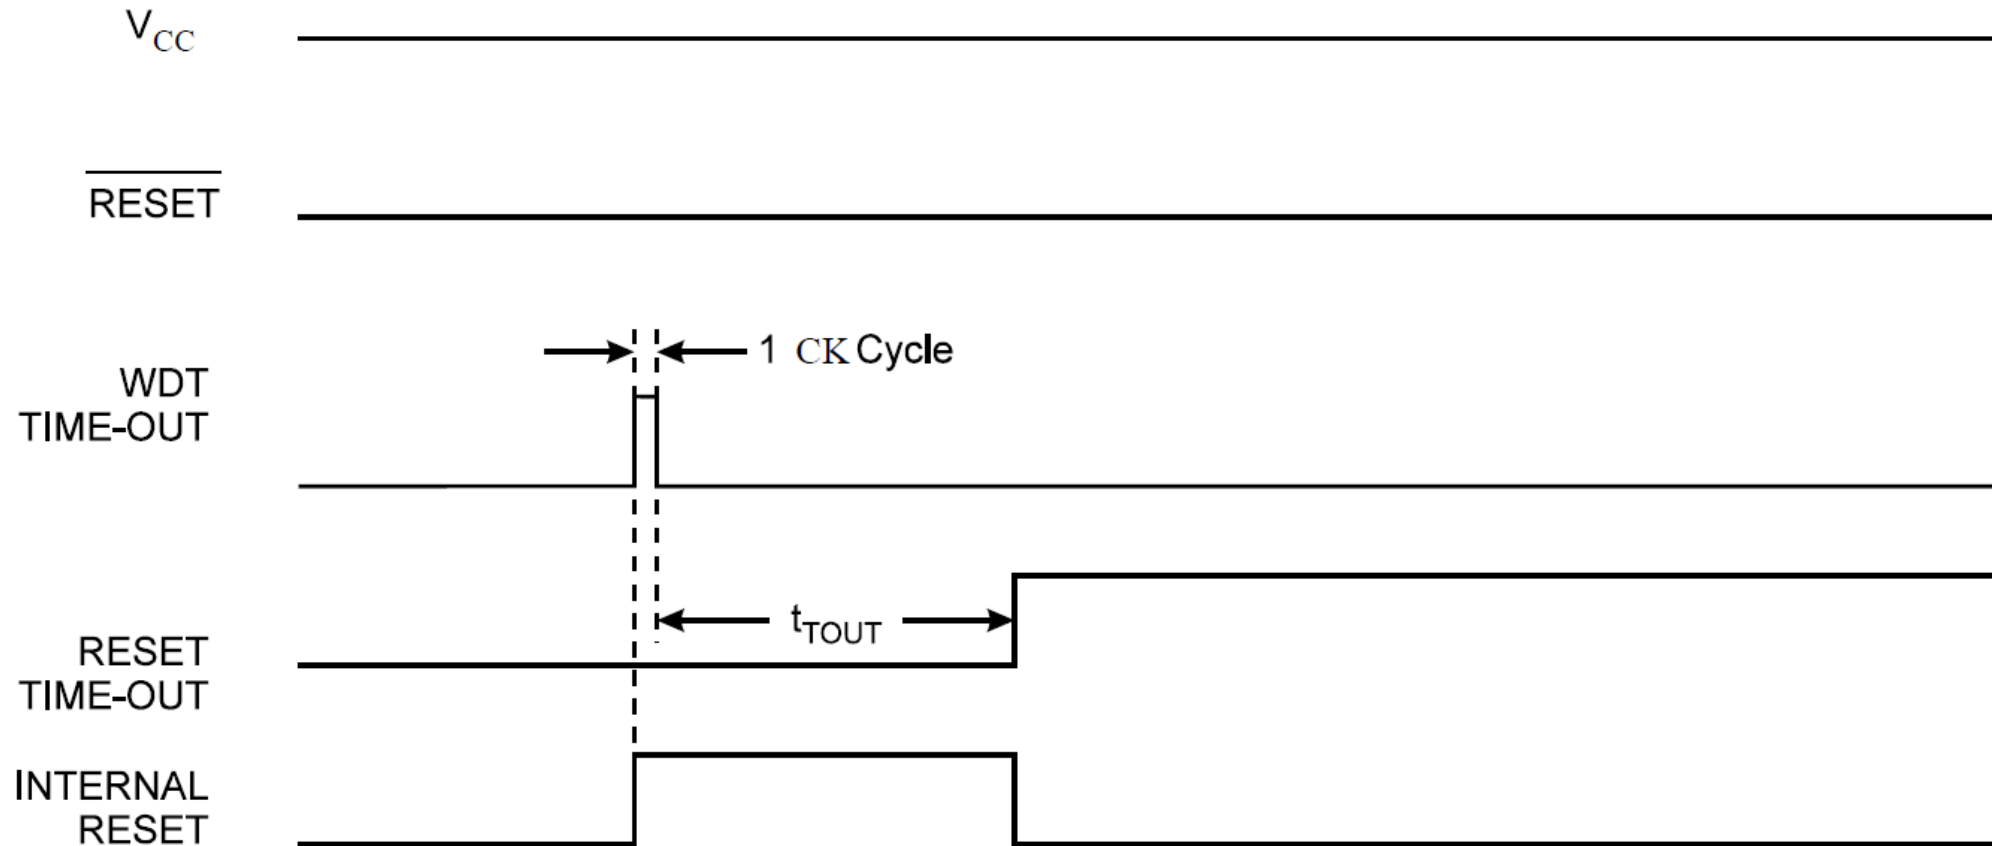 VCC
RESET
1 CK Cycle
WDT
TIME-OUT
tTOUT
RESET
TIME-OUT
INTERNAL
RESET